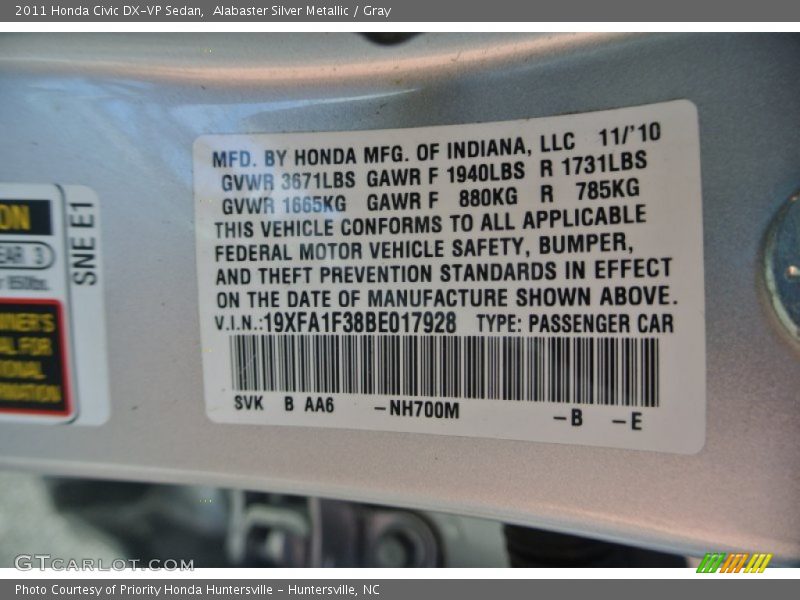 2011 Honda Civic DX-VP Sedan, Alabaster Silver Metallic / Gray
MFD. BY HONDA MFG. OF INDIANA, LLC 11/'10
GVWR 3671LBS GAWR F 1940LBS R 1731LBS
GVWR 1665KG GAWR F 880KG R 785KG
THIS VEHICLE CONFORMS TO ALL APPLICABLE
FEDERAL MOTOR VEHICLE SAFETY, BUMPER,
AND THEFT PREVENTION STANDARDS IN EFFECT
ON THE DATE OF MANUFACTURE SHOWN ABOVE.
V.I.N.:19XFA1F38BE017928 TYPE: PASSENGER CAR
SVK B AA6 -NH700M -B -E
SNE E1
GTCARLOT.COM
Photo Courtesy of Priority Honda Huntersville - Huntersville, NC